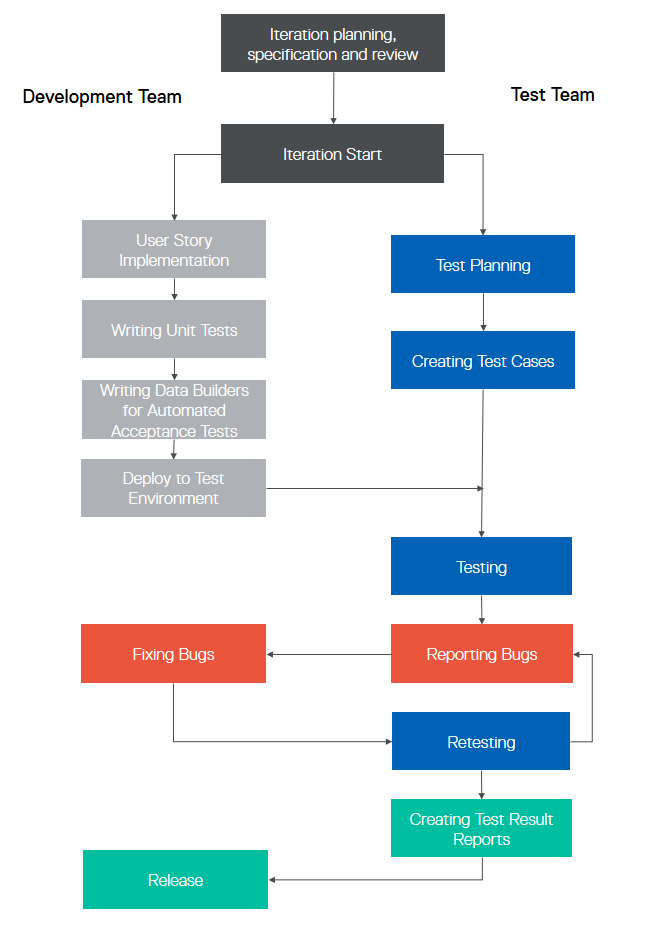 Iteration planning,
specification and review
Development Team
Test Team
Iteration Start
User Story
Implementation
Test Planning
Writing Unit Tests
Creating Test Cases
Writing Data Builders
for Automated
Acceptance Tests
Deploy to Test
Environment
Testing
Fixing Bugs
Reporting Bugs
Retesting
Creating Test Result
Reports
Release